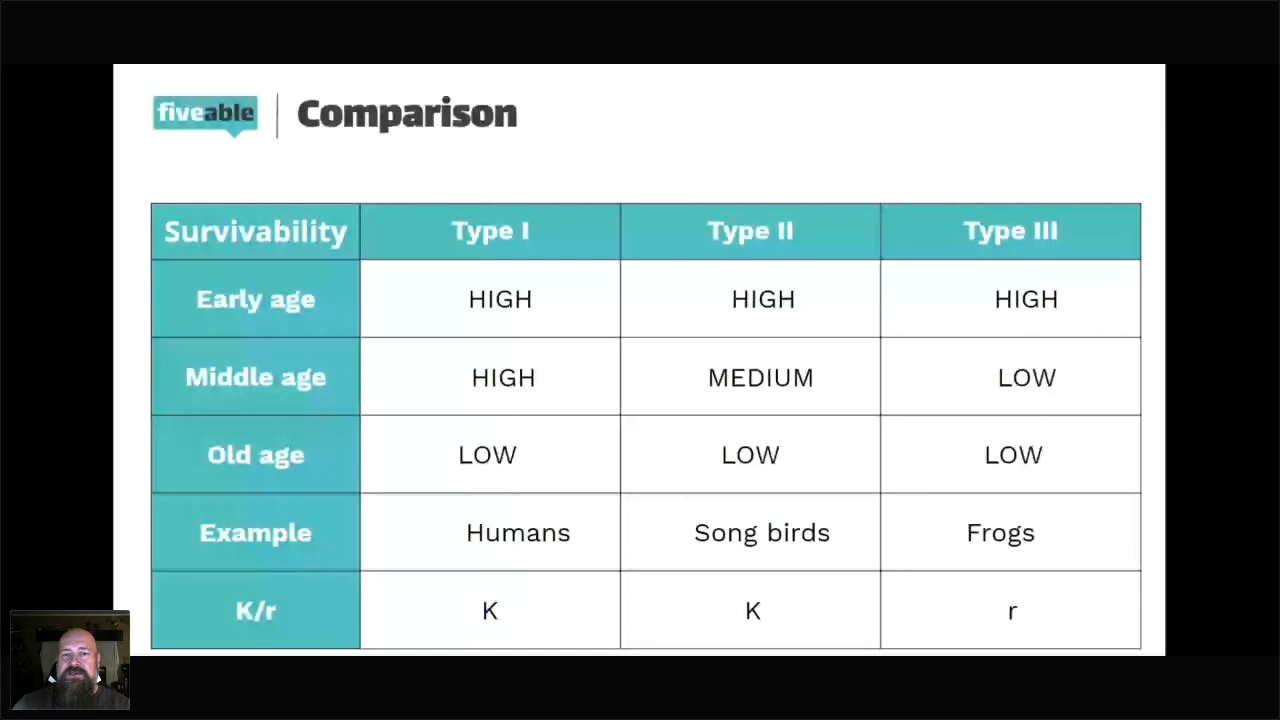 fiveable Comparison
Survivability Type I Type II Type III
Early age HIGH HIGH HIGH
Middle age HIGH MEDIUM LOW
Old age LOW LOW LOW
Example Humans Song birds Frogs
K/r K K r